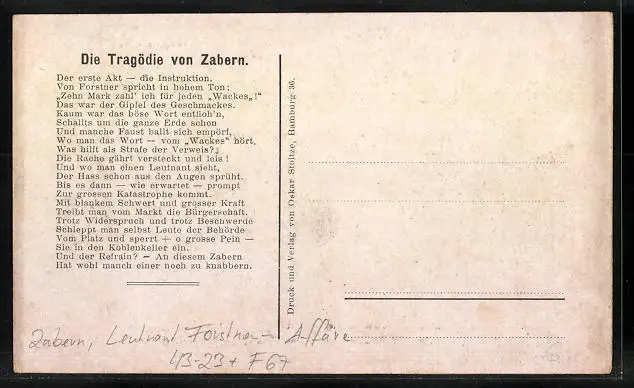 Die Tragödie von Zabern.
Der erste Akt — die Instruktion.
Von Forstner spricht in hohem Ton;
„Zehn Mark zahl' ich für jeden „Wackes„!“
Das war der Gipfel des Geschmackes.
Kaum war das böse Wort entfloh'n,
Schallts um die ganze Erde schon
Und manche Faust ballt sich empört,
Wo man das Wort — vom „Wackes“ hört.
Was hilft als Strafe der Verweis?
Die Rache gährt versteckt und leis!
Und wo man einen Leutnant sieht,
Der Hass schon aus den Augen sprüht.
Bis es dann — wie erwartet — prompt
Zur grossen Katastrophe kommt.
Mit blankem Schwert und grosser Kraft
Treibt man vom Markt die Bürgerschaft.
Trotz Widerspruch und trotz Beschwerde
Schleppt man selbst Leute der Behörde
Vom Platz und sperrt — o grosse Pein —
Sie in den Kohlenkeller ein.
Und der Refrain? — An diesem Zabern
Hat wohl manch einer noch zu knabbern.
Druck und Verlag von Oskar Stoltze, Hamburg 36.
Zabern, Leutnant Forstner - Affäre
43-23+ F67